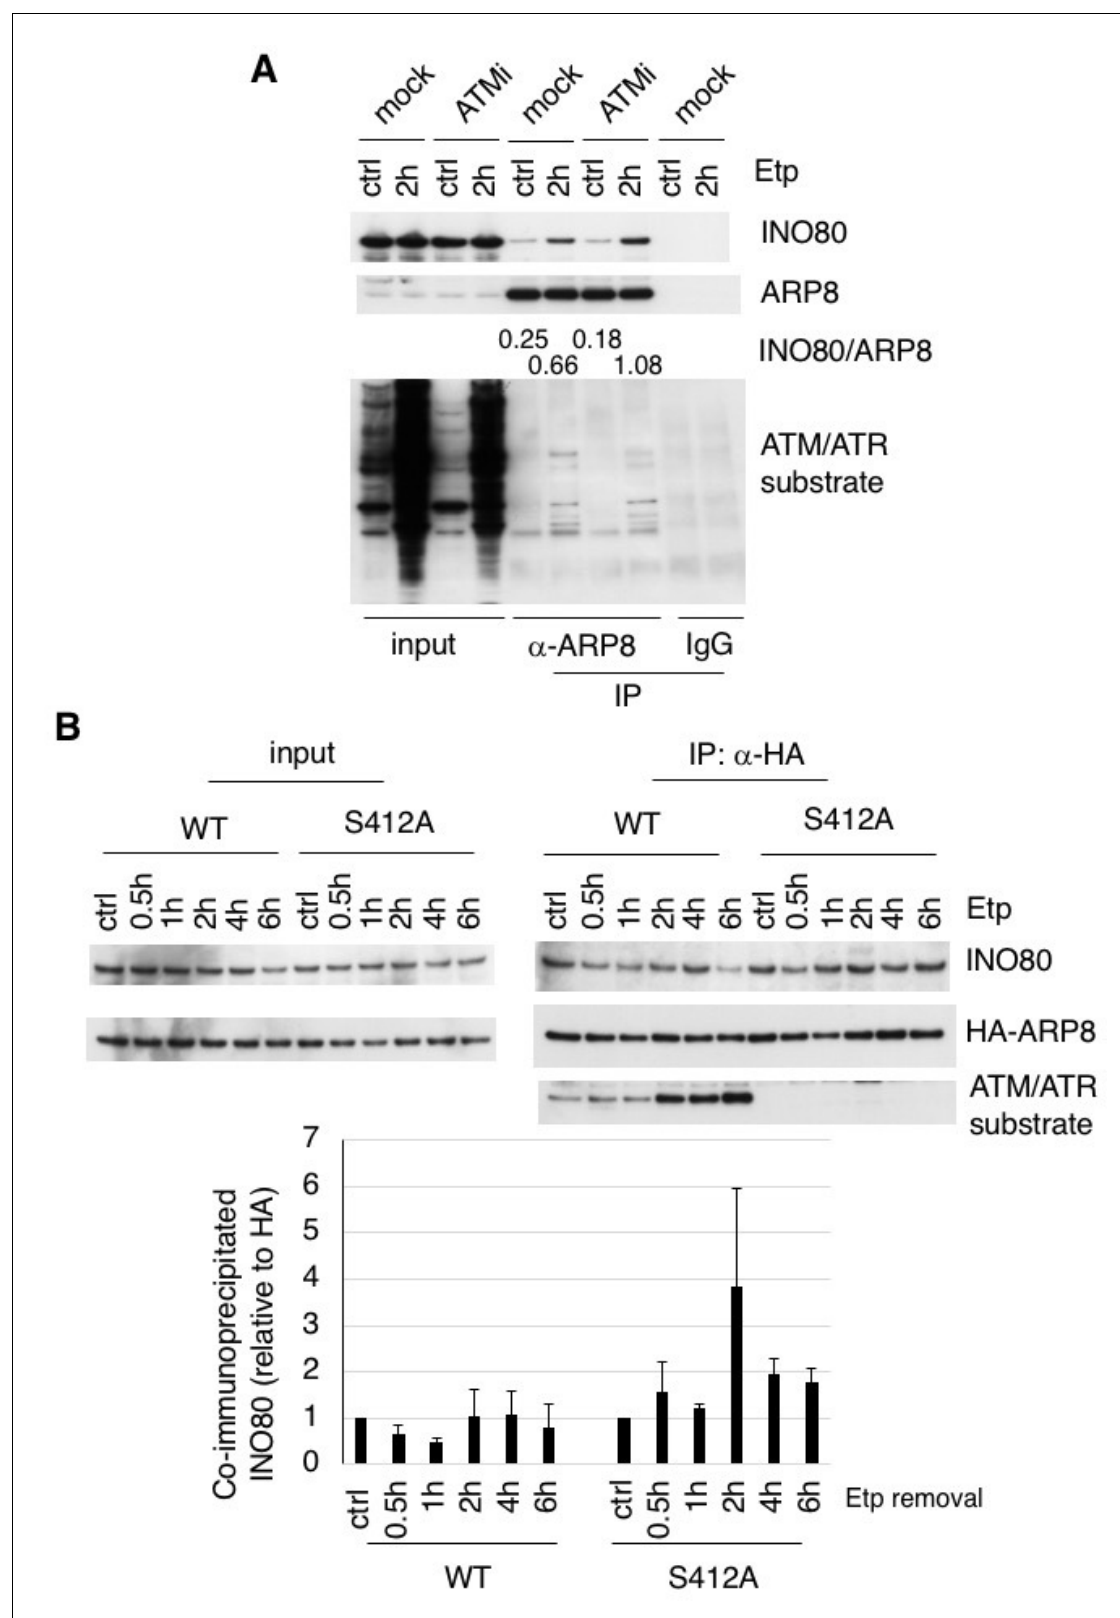 A
mock ATMi mock ATMi mock
ctrl 2h ctrl 2h ctrl 2h ctrl 2h ctrl 2h Etp
INO80
ARP8
0.25 0.18
0.66 1.08 INO80/ARP8
ATM/ATR
substrate
input α-ARP8 IgG
IP
B
input IP: α-HA
WT S412A WT S412A
ctrl 0.5h 1h 2h 4h 6h ctrl 0.5h 1h 2h 4h 6h ctrl 0.5h 1h 2h 4h 6h ctrl 0.5h 1h 2h 4h 6h Etp
INO80
HA-ARP8
ATM/ATR
substrate
Co-immunoprecipitated
INO80 (relative to HA)
7
6
5
4
3
2
1
0
ctrl 0.5h 1h 2h 4h 6h ctrl 0.5h 1h 2h 4h 6h Etp removal
WT S412A